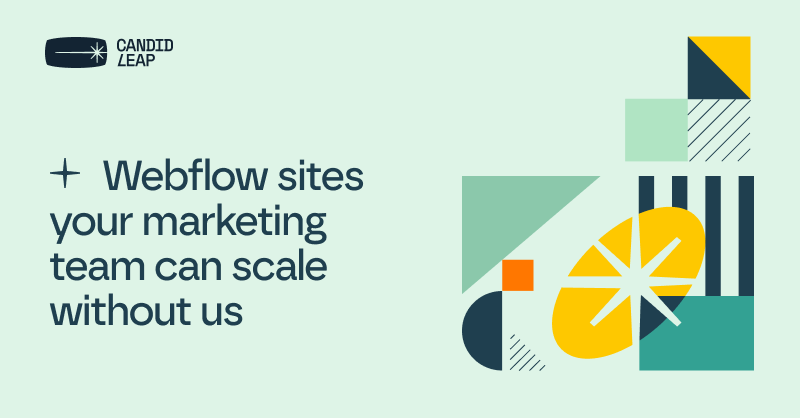 CANDID
LEAP
Webflow sites
your marketing
team can scale
without us